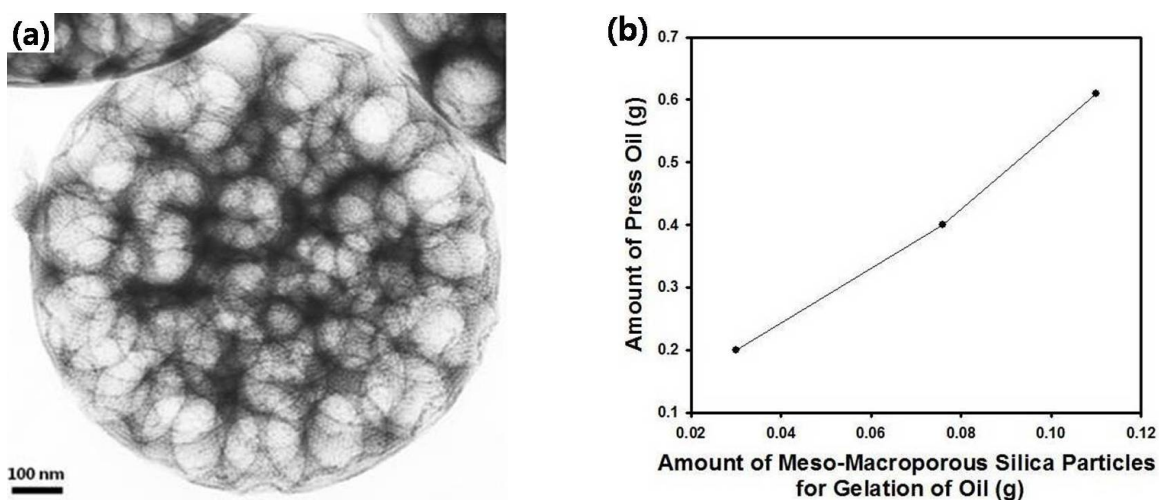 (a)
100 nm
(b)
Amount of Press Oil (g)
0.7
0.6
0.5
0.4
0.3
0.2
0.1
0.02 0.04 0.06 0.08 0.10 0.12
Amount of Meso-Macroporous Silica Particles
for Gelation of Oil (g)